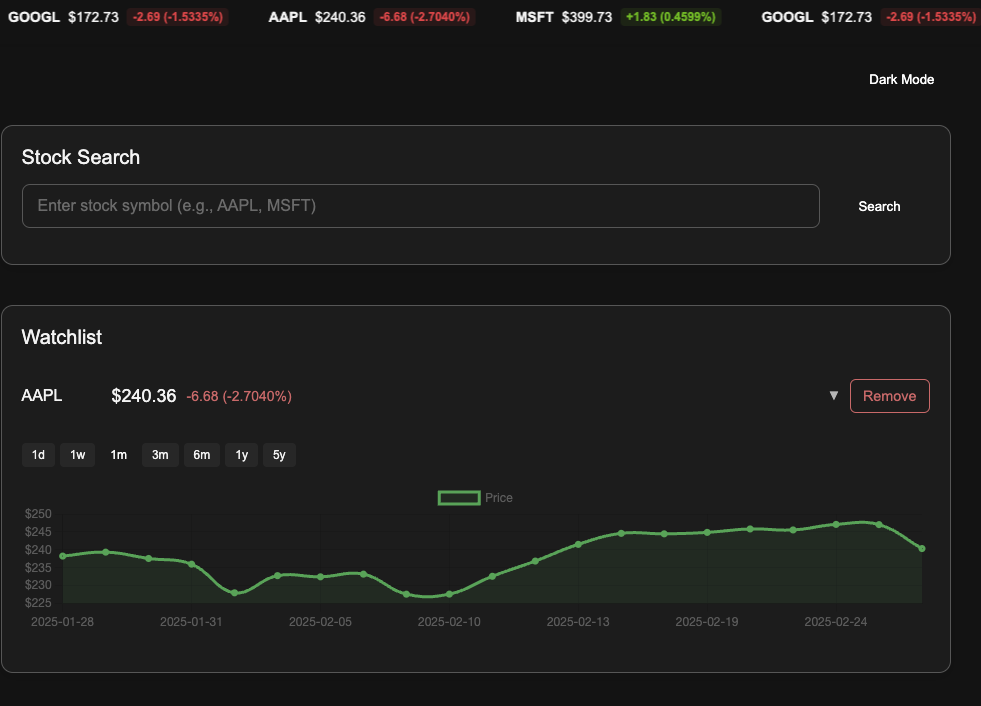 GOOGL $172.73 -2.69 (-1.5335%) AAPL $240.36 -6.68 (-2.7040%) MSFT $399.73 +1.83 (0.4599%) GOOGL $172.73 -2.69 (-1.5335%)
Dark Mode
Stock Search
Enter stock symbol (e.g., AAPL, MSFT) Search
Watchlist
AAPL $240.36 -6.68 (-2.7040%) ▼ Remove
1d 1w 1m 3m 6m 1y 5y
Price
$250
$245
$240
$235
$230
$225
2025-01-28 2025-01-31 2025-02-05 2025-02-10 2025-02-13 2025-02-19 2025-02-24